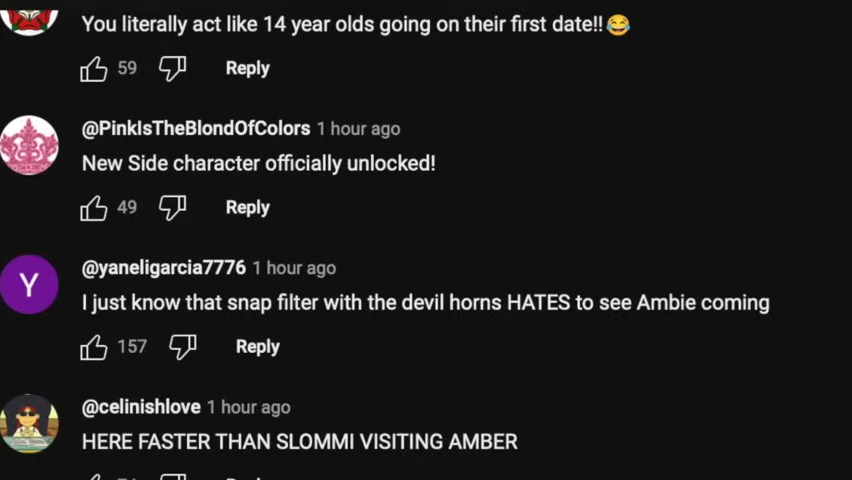 You literally act like 14 year olds going on their first date!!😂
59 Reply
@PinkIsTheBlondOfColors 1 hour ago
New Side character officially unlocked!
49 Reply
@yaneligarcia7776 1 hour ago
Y
I just know that snap filter with the devil horns HATES to see Ambie coming
157 Reply
@celinishlove 1 hour ago
HERE FASTER THAN SLOMMI VISITING AMBER